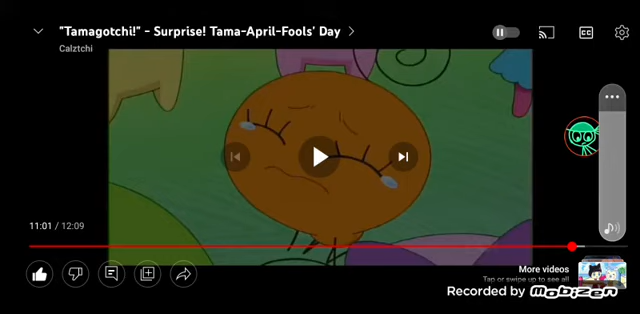 "Tamagotchi!" – Surprise! Tama-April-Fools' Day
Calztchi
CC
11:01 / 12:09
More videos
Tap or swipe up to see all
Recorded by Mobizen